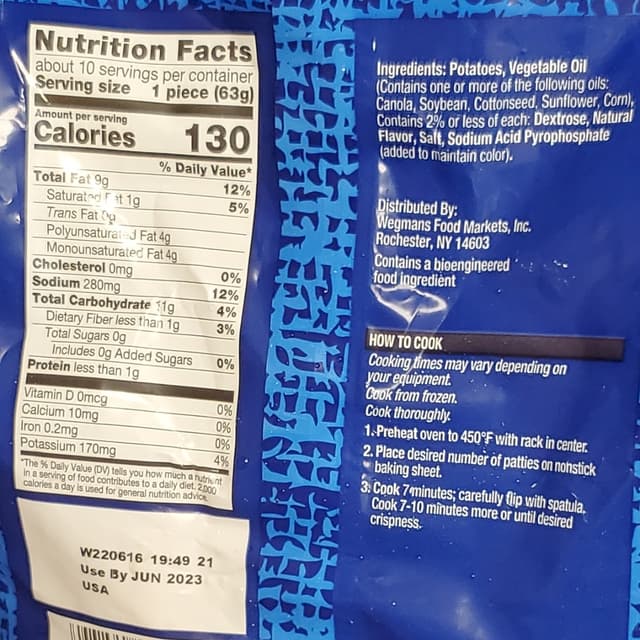 Nutrition Facts
about 10 servings per container
Serving size 1 piece (63g)
Amount per serving
Calories 130
% Daily Value*
Total Fat 9g 12%
Saturated Fat 1g 5%
Trans Fat 0g
Polyunsaturated Fat 4g
Monounsaturated Fat 4g
Cholesterol 0mg 0%
Sodium 280mg 12%
Total Carbohydrate 11g 4%
Dietary Fiber less than 1g 3%
Total Sugars 0g
Includes 0g Added Sugars 0%
Protein less than 1g
Vitamin D 0mcg 0%
Calcium 10mg 0%
Iron 0.2mg 0%
Potassium 170mg 4%
*The % Daily Value (DV) tells you how much a nutrient
in a serving of food contributes to a daily diet. 2,000
calories a day is used for general nutrition advice.
W220616 19:49 21
Use By JUN 2023
USA
Ingredients: Potatoes, Vegetable Oil
(Contains one or more of the following oils:
Canola, Soybean, Cottonseed, Sunflower, Corn),
Contains 2% or less of each: Dextrose, Natural
Flavor, Salt, Sodium Acid Pyrophosphate
(added to maintain color).
Distributed By:
Wegmans Food Markets, Inc.
Rochester, NY 14603
Contains a bioengineered
food ingredient
HOW TO COOK
Cooking times may vary depending on
your equipment.
Cook from frozen.
Cook thoroughly.
1. Preheat oven to 450°F with rack in center.
2. Place desired number of patties on nonstick
baking sheet.
3. Cook 7 minutes; carefully flip with spatula.
Cook 7-10 minutes more or until desired
crispness.